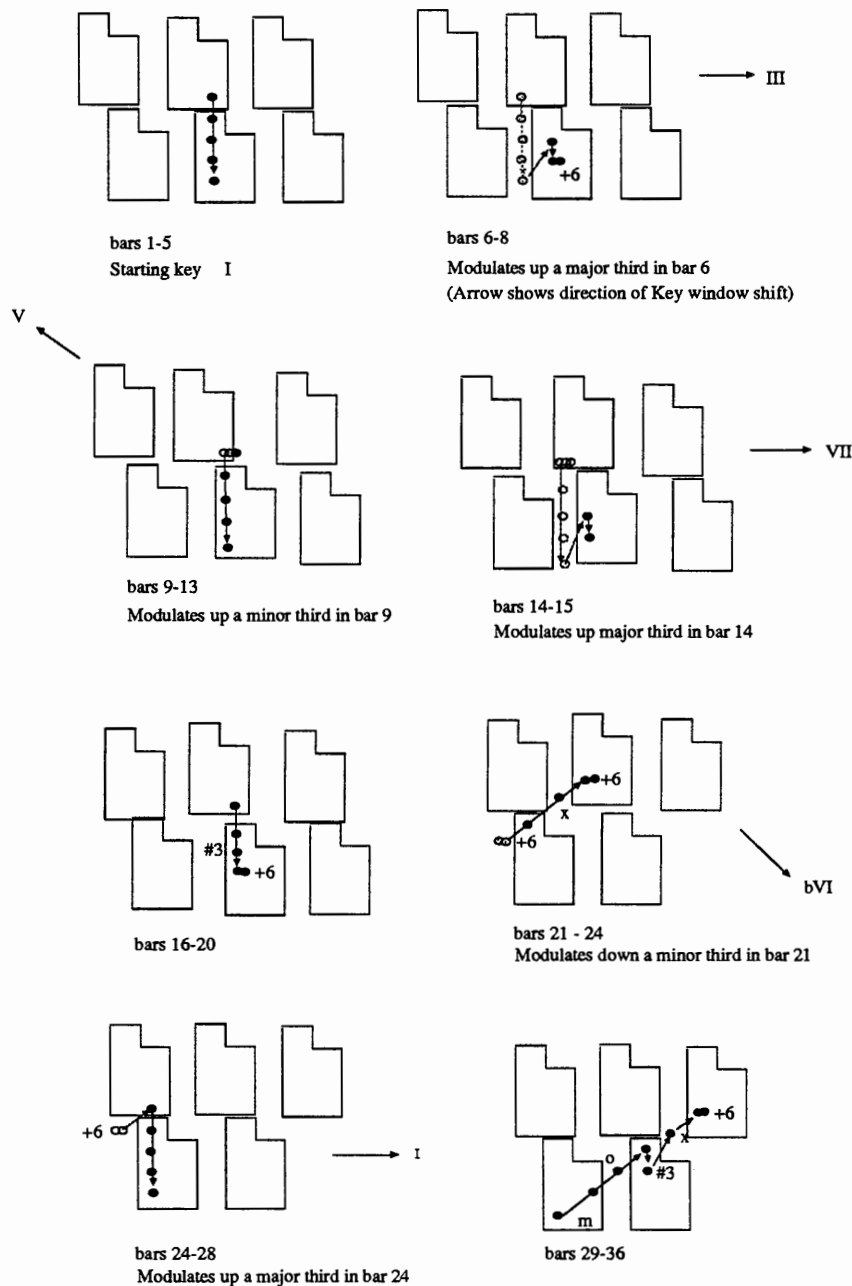 III
+6
bars 1-5
Starting key I
bars 6-8
Modulates up a major third in bar 6
(Arrow shows direction of Key window shift)
V
VII
bars 9-13
Modulates up a minor third in bar 9
bars 14-15
Modulates up major third in bar 14
#3
+6
bars 16-20
+6
x
+6
bVI
bars 21 - 24
Modulates down a minor third in bar 21
+6
I
bars 24-28
Modulates up a major third in bar 24
+6
x
o
#3
m
bars 29-36